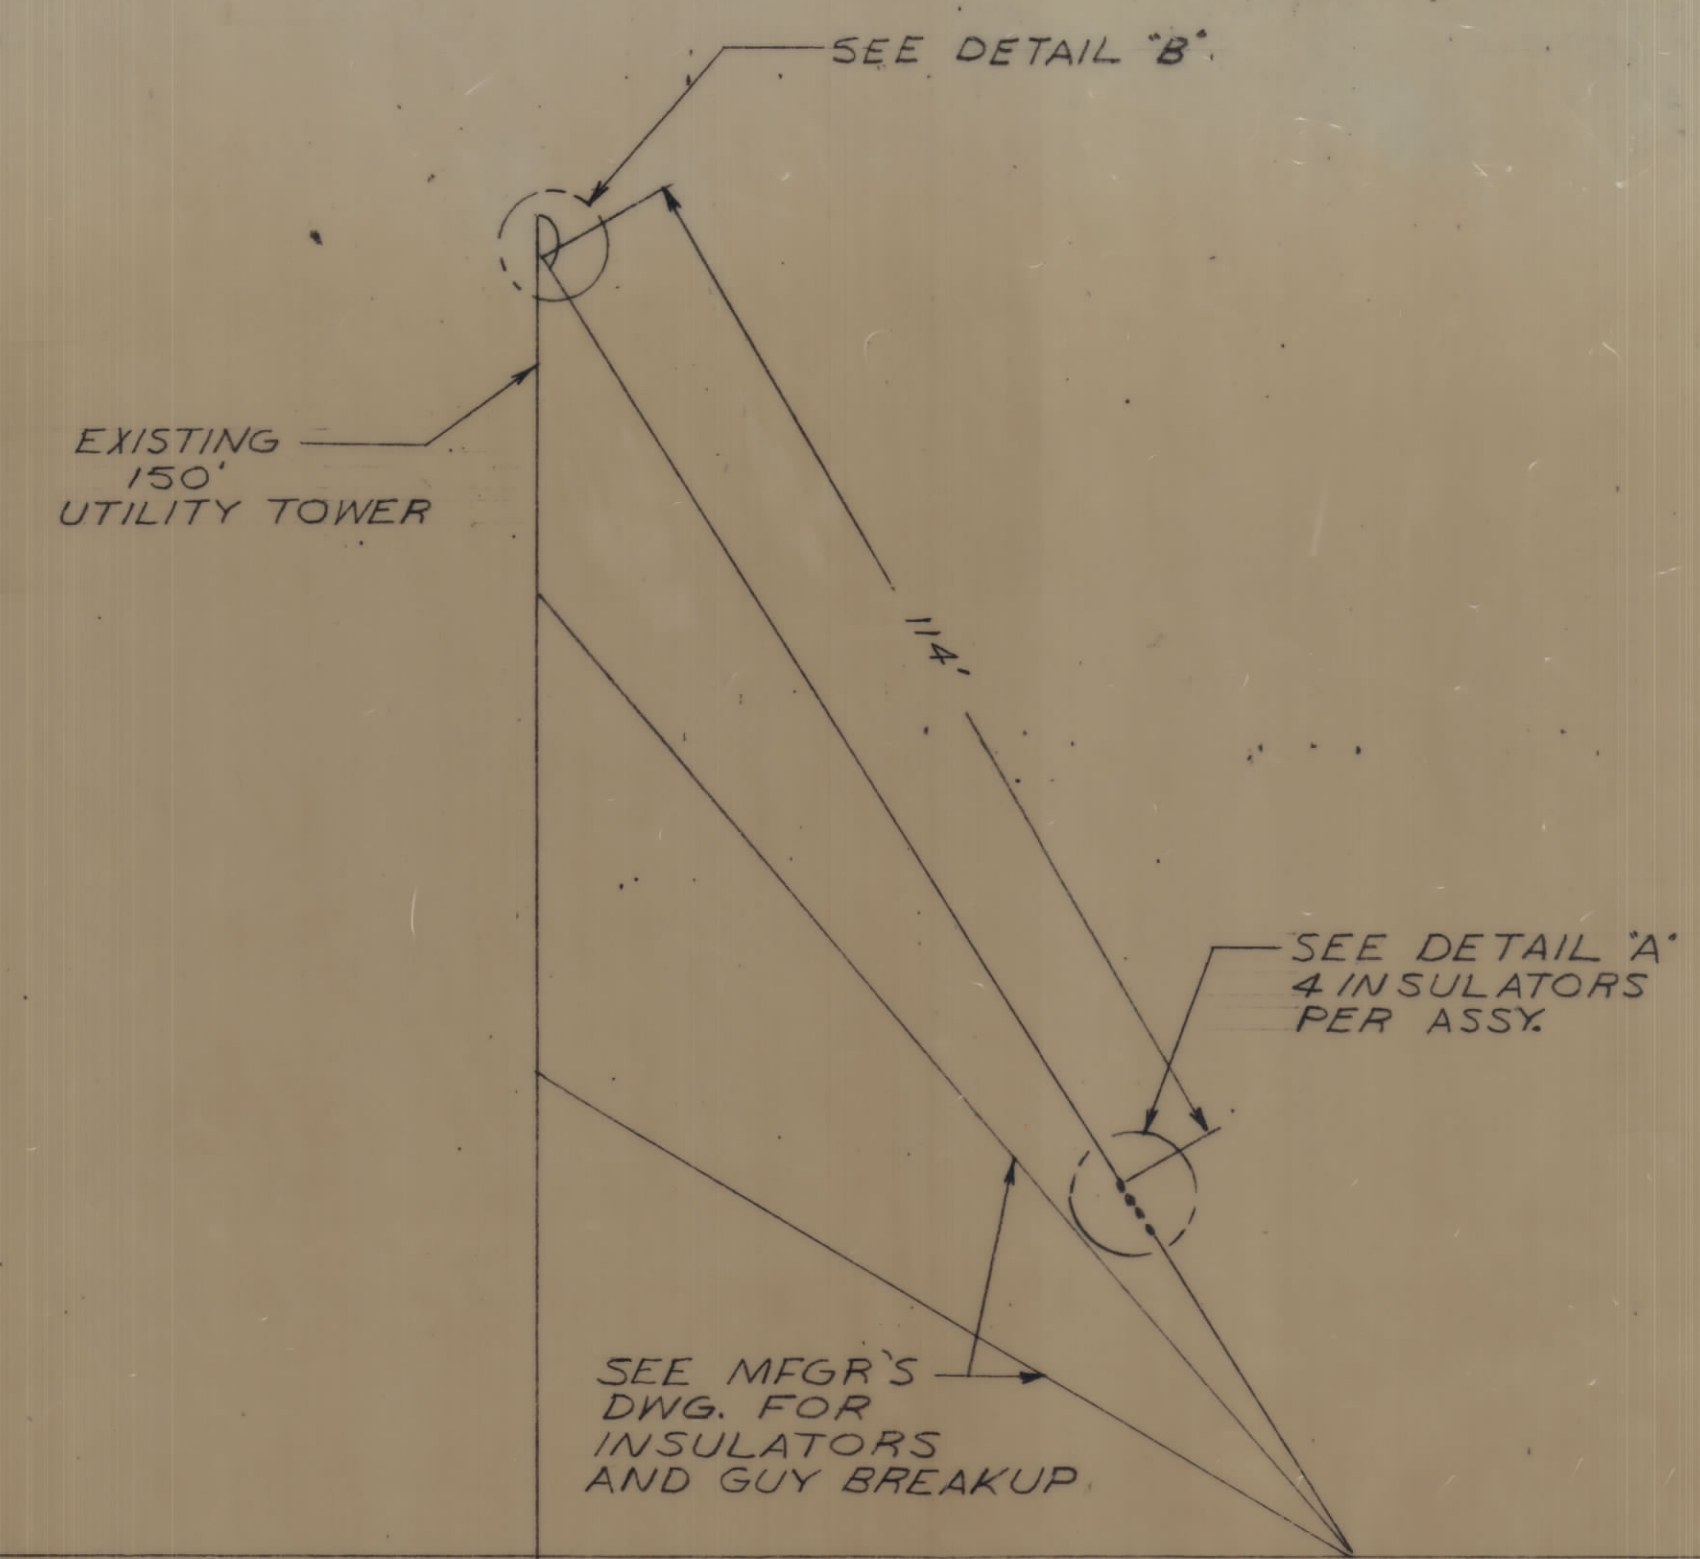 SEE DETAIL "B".
EXISTING
150'
UTILITY TOWER
114'
SEE DETAIL "A"
4 INSULATORS
PER ASSY.
SEE MFGR'S
DWG. FOR
INSULATORS
AND GUY BREAKUP.